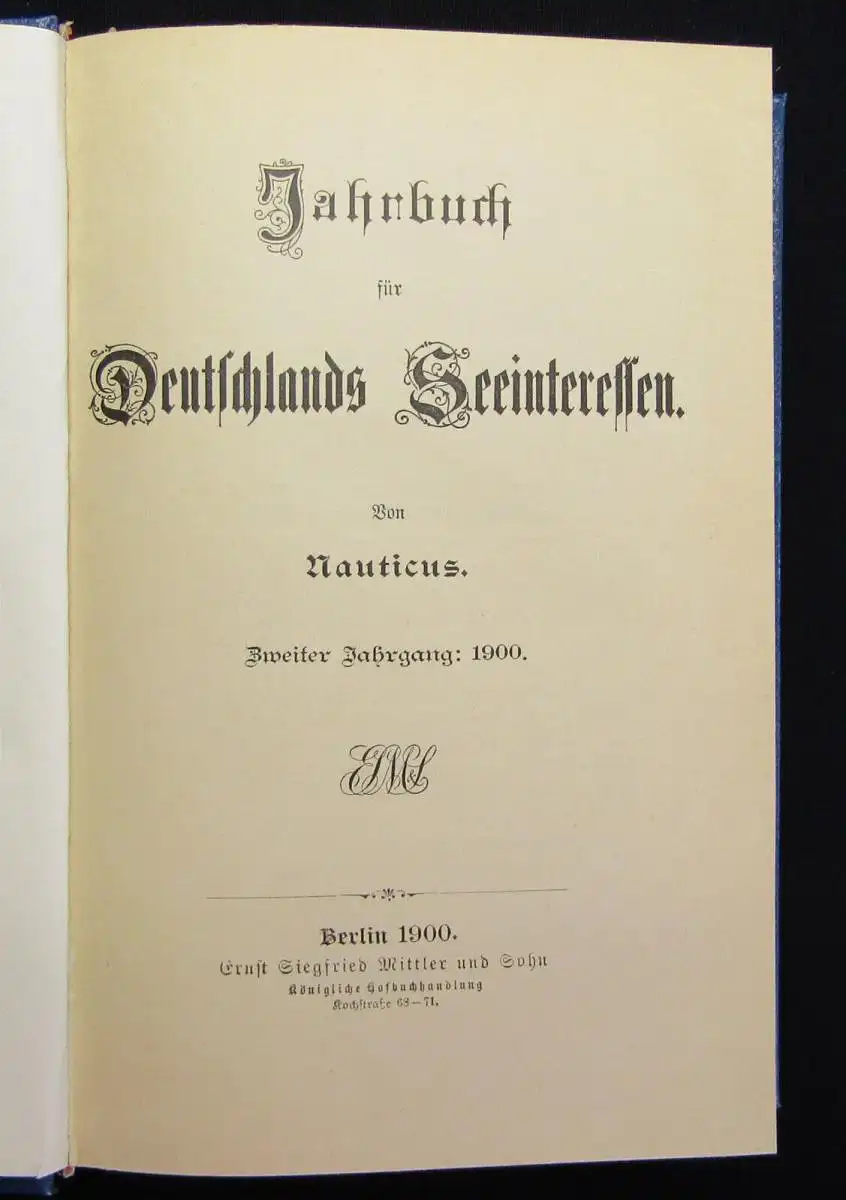 Jahrbuch
für
Deutschlands Seeinteressen.
Von
Nauticus.
Zweiter Jahrgang: 1900.
ESM&S
Berlin 1900.
Ernst Siegfried Mittler und Sohn
Königliche Hofbuchhandlung
Kochstraße 68–71.